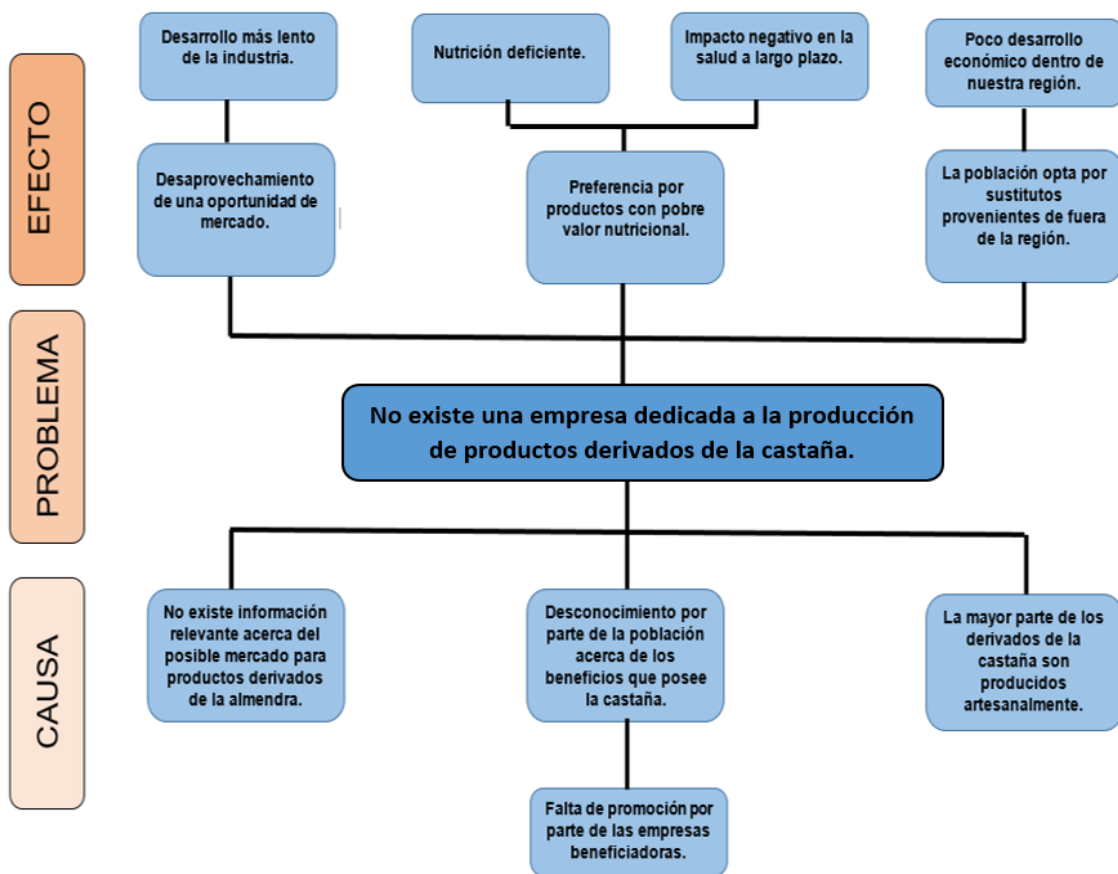 EFECTO
Desarrollo más lento
de la industria.
Nutrición deficiente.
Impacto negativo en la
salud a largo plazo.
Poco desarrollo
económico dentro de
nuestra región.
Desaprovechamiento
de una oportunidad de
mercado.
Preferencia por
productos con pobre
valor nutricional.
La población opta por
sustitutos
provenientes de fuera
de la región.
PROBLEMA
No existe una empresa dedicada a la producción
de productos derivados de la castaña.
CAUSA
No existe información
relevante acerca del
posible mercado para
productos derivados
de la almendra.
Desconocimiento por
parte de la población
acerca de los
beneficios que posee
la castaña.
La mayor parte de los
derivados de la
castaña son
producidos
artesanalmente.
Falta de promoción por
parte de las empresas
beneficiadoras.